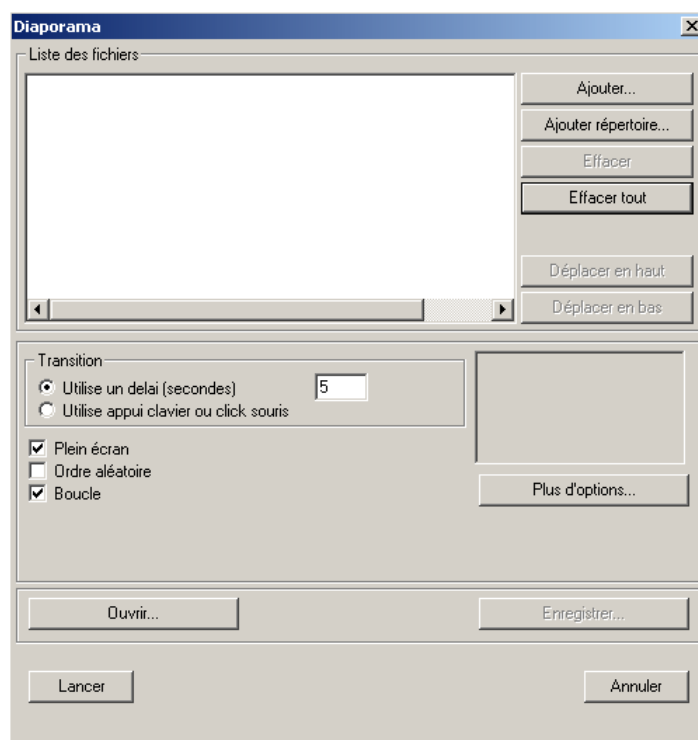 Diaporama
Liste des fichiers
Ajouter...
Ajouter répertoire...
Effacer
Effacer tout
Déplacer en haut
Déplacer en bas
Transition
Utilise un delai (secondes) 5
Utilise appui clavier ou click souris
Plein écran
Ordre aléatoire
Boucle
Plus d'options...
Ouvrir...
Enregistrer...
Lancer
Annuler